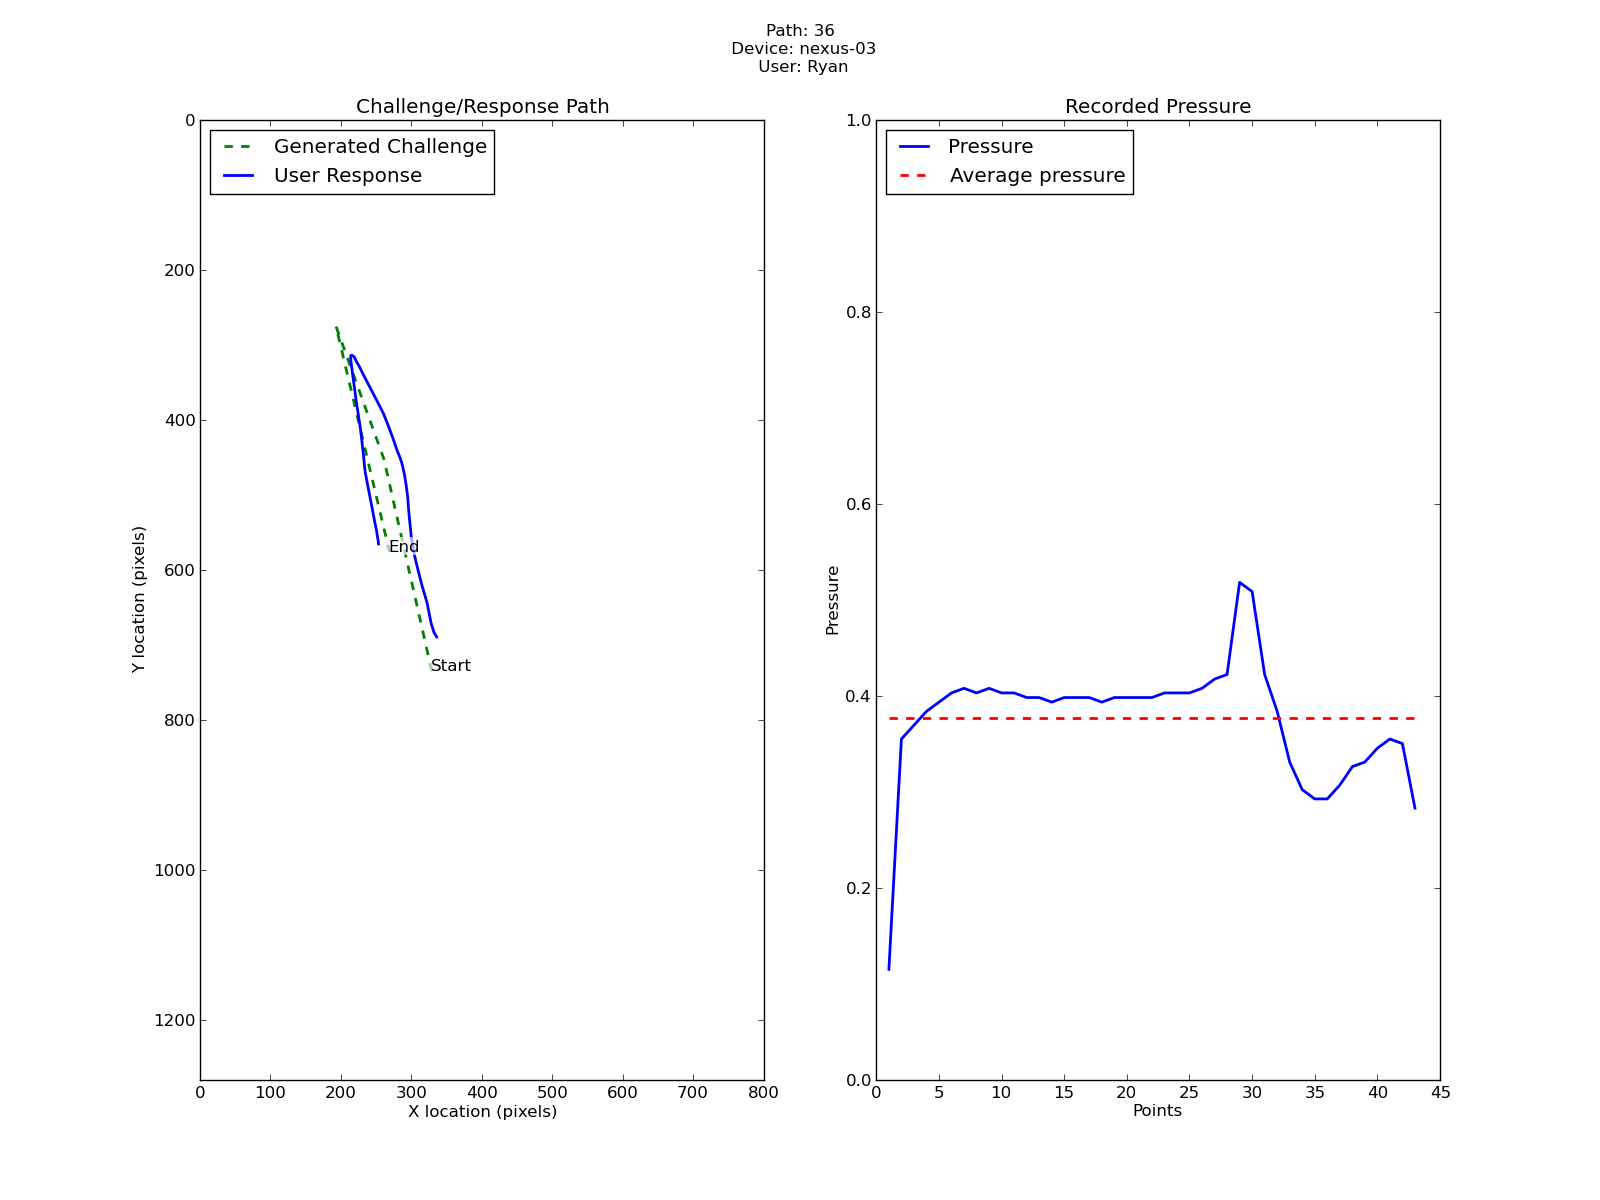 Path: 36
Device: nexus-03
User: Ryan
Challenge/Response Path
Generated Challenge
User Response
0
200
400
600
800
1000
1200
Y location (pixels)
End
Start
0 100 200 300 400 500 600 700 800
X location (pixels)
Recorded Pressure
Pressure
Average pressure
1.0
0.8
0.6
0.4
0.2
0.0
Pressure
0 5 10 15 20 25 30 35 40 45
Points